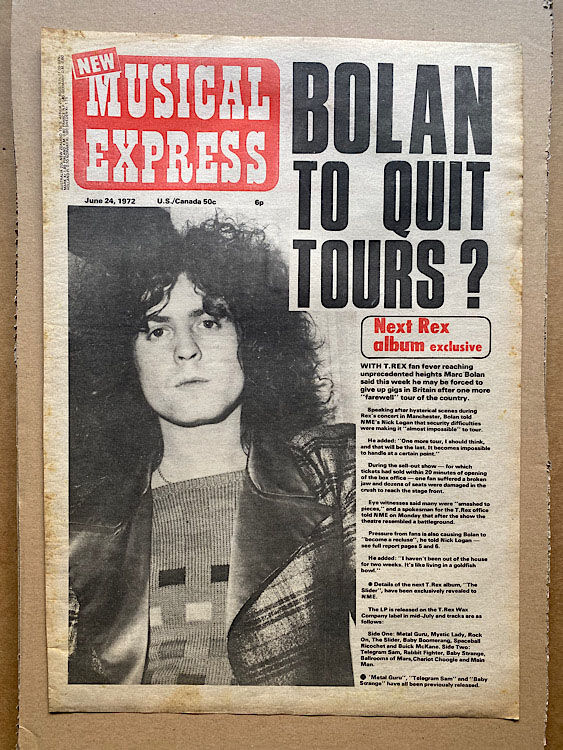 NEW
MUSICAL
EXPRESS
June 24, 1972 U.S./Canada 50c 6p
BOLAN
TO QUIT
TOURS?
Next Rex
album exclusive
WITH T.REX fan fever reaching
unprecedented heights Marc Bolan
said this week he may be forced to
give up gigs in Britain after one more
"farewell" tour of the country.
Speaking after hysterical scenes during
Rex's concert in Manchester, Bolan told
NME's Nick Logan that security difficulties
were making it "almost impossible" to tour.
He added: "One more tour, I should think,
and that will be the last. It becomes impossible
to handle at a certain point."
During the sell-out show — for which
tickets had sold within 20 minutes of opening
of the box office — one fan suffered a broken
jaw and dozens of seats were damaged in the
crush to reach the stage front.
Eye witnesses said many were "smashed to
pieces," and a spokesman for the T.Rex office
told NME on Monday that after the show the
theatre resembled a battleground.
Pressure from fans is also causing Bolan to
"become a recluse", he told Nick Logan —
see full report pages 5 and 6.
He added: "I haven't been out of the house
for two weeks. It's like living in a goldfish
bowl."
● Details of the next T.Rex album, "The
Slider", have been exclusively revealed to
N.M.E.
The LP is released on the T.Rex Wax
Company label in mid-July and tracks are as
follows:
Side One: Metal Guru, Mystic Lady, Rock
On, The Slider, Baby Boomerang, Spaceball
Ricochet and Buick McKane. Side Two:
Telegram Sam, Rabbit Fighter, Baby Strange,
Ballrooms of Mars, Chariot Choogle and Main
Man.
● "Metal Guru", "Telegram Sam" and "Baby
Strange" have all been previously released.